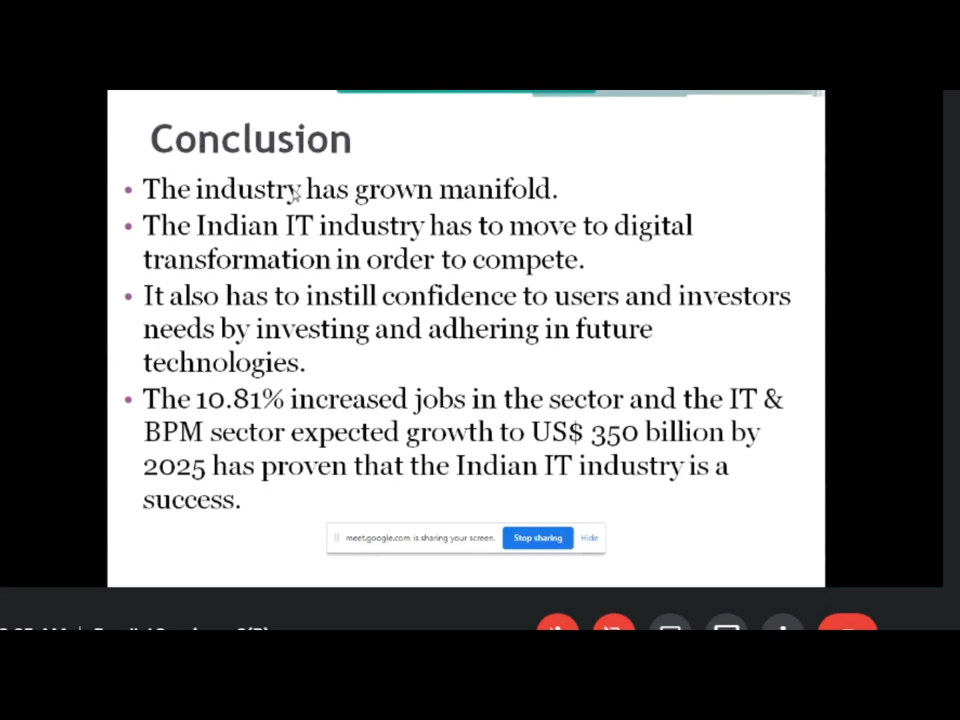 Conclusion
• The industry has grown manifold.
• The Indian IT industry has to move to digital
transformation in order to compete.
• It also has to instill confidence to users and investors
needs by investing and adhering in future
technologies.
• The 10.81% increased jobs in the sector and the IT &
BPM sector expected growth to US$ 350 billion by
2025 has proven that the Indian IT industry is a
success.
meet.google.com is sharing your screen. Stop sharing Hide